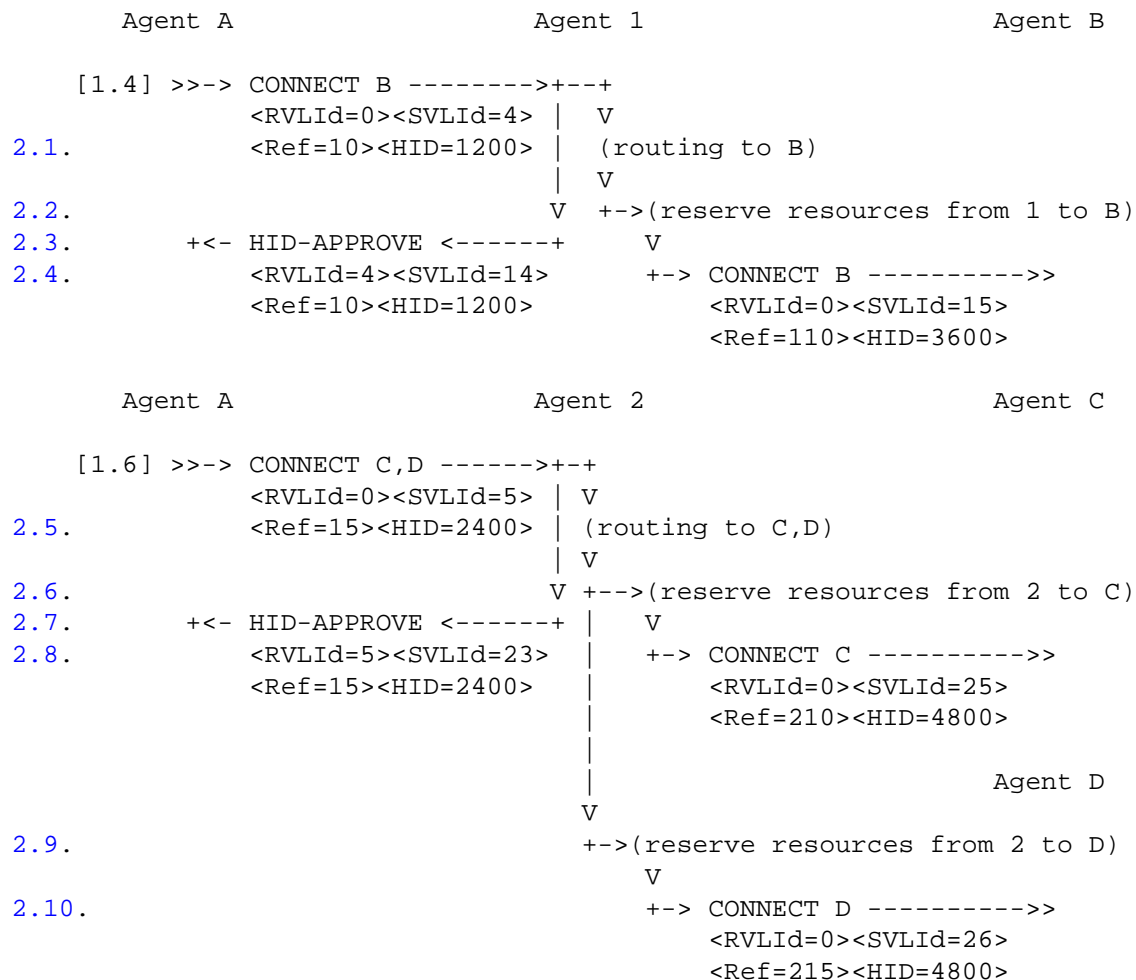 Agent A                   Agent 1                      Agent B

    [1.4] >>-> CONNECT B -------->+--+
               <RVLId=0><SVLId=4> |  V
2.1.           <Ref=10><HID=1200> |  (routing to B)
                                  |  V
2.2.                              V  +->(reserve resources from 1 to B)
2.3.       +<- HID-APPROVE <------+     V
2.4.           <RVLId=4><SVLId=14>      +-> CONNECT B ---------->>
               <Ref=10><HID=1200>           <RVLId=0><SVLId=15>
                                            <Ref=110><HID=3600>

       Agent A                   Agent 2                      Agent C

    [1.6] >>-> CONNECT C,D ------>+-+
               <RVLId=0><SVLId=5> | V
2.5.           <Ref=15><HID=2400> | (routing to C,D)
                                  | V
2.6.                              V +-->(reserve resources from 2 to C)
2.7.       +<- HID-APPROVE <------+ |   V
2.8.           <RVLId=5><SVLId=23>  |   +-> CONNECT C ---------->>
               <Ref=15><HID=2400>   |       <RVLId=0><SVLId=25>
                                    |       <Ref=210><HID=4800>
                                    |
                                    |                         Agent D
                                    V
2.9.                                +->(reserve resources from 2 to D)
                                        V
2.10.                                   +-> CONNECT D ---------->>
                                            <RVLId=0><SVLId=26>
                                            <Ref=215><HID=4800>